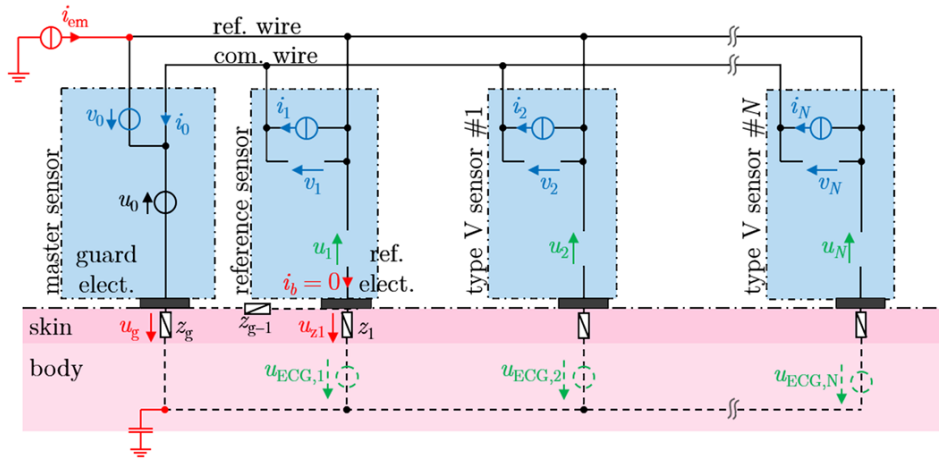 i_em
ref. wire
com. wire
master sensor
v_0
i_0
u_0
guard
elect.
reference sensor
i_1
v_1
u_1
ref.
elect.
i_b = 0
type V sensor #1
i_2
v_2
u_2
type V sensor #N
i_N
v_N
u_N
skin
u_g
z_g
z_g−1
u_z1
z_1
body
u_ECG,1
u_ECG,2
u_ECG,N